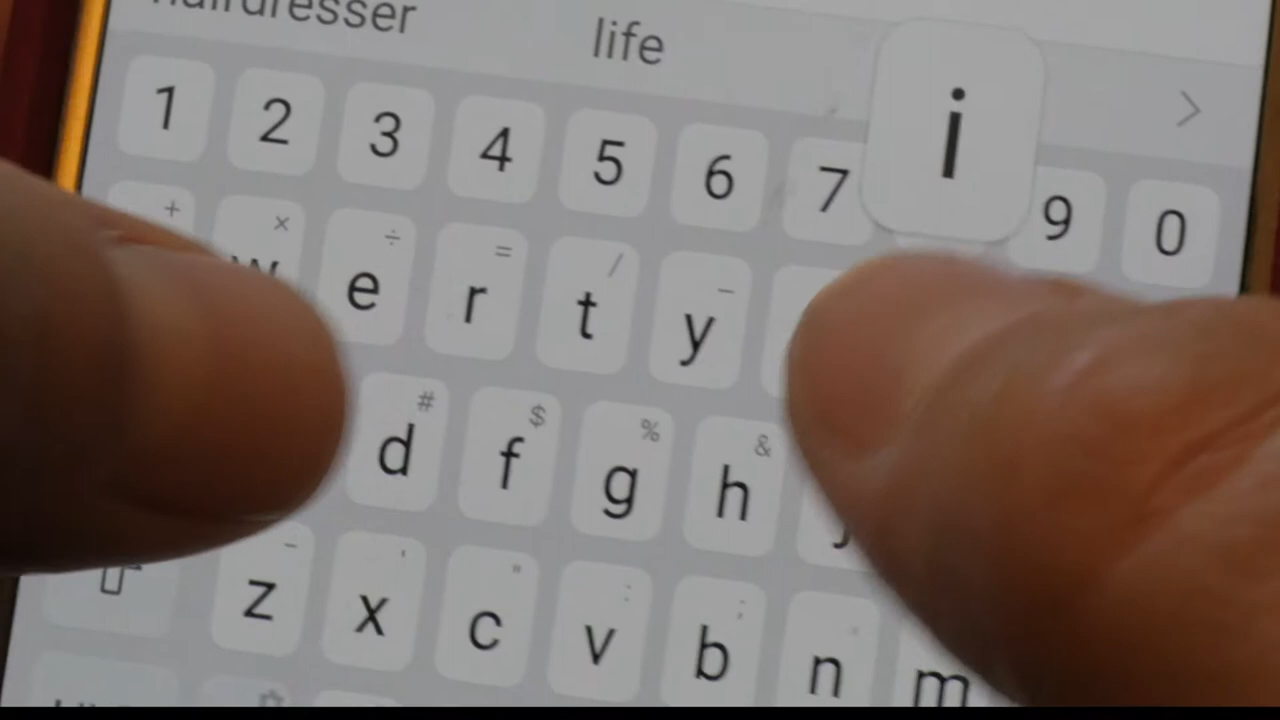 hairdresser life
1 2 3 4 5 6 7 i 9 0
+ × ÷ = / _
w e r t y
# $ % &
d f g h j
- ' " : ;
z x c v b n m